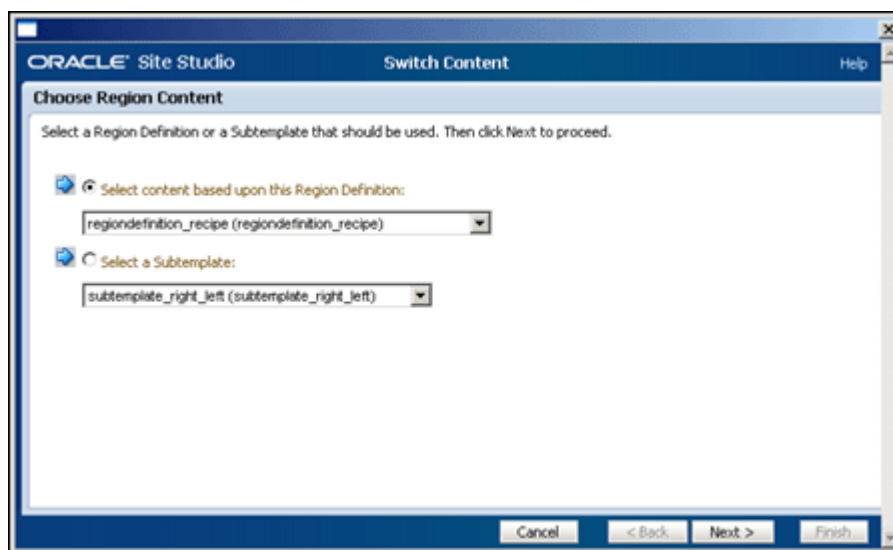 ORACLE Site Studio Switch Content Help
Choose Region Content
Select a Region Definition or a Subtemplate that should be used. Then click Next to proceed.
Select content based upon this Region Definition:
regiondefinition_recipe (regiondefinition_recipe)
Select a Subtemplate:
subtemplate_right_left (subtemplate_right_left)
Cancel < Back Next > Finish